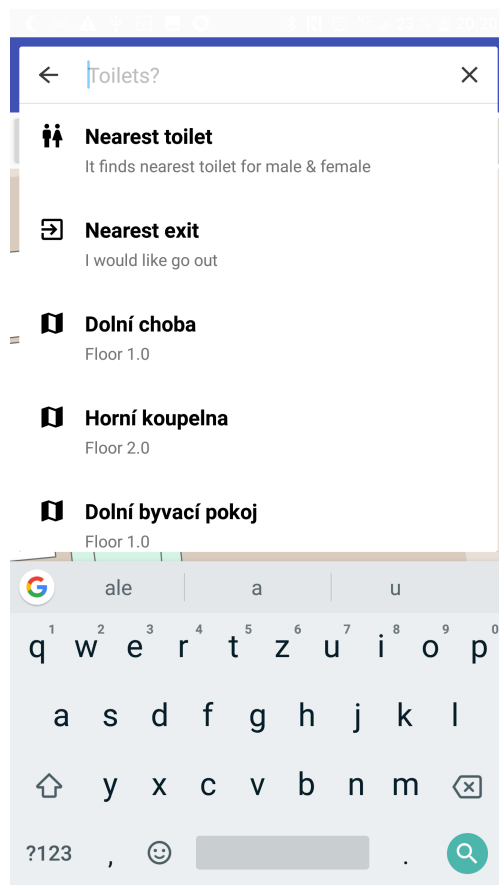 Toilets?
Nearest toilet
It finds nearest toilet for male & female
Nearest exit
I would like go out
Dolní choba
Floor 1.0
Horní koupelna
Floor 2.0
Dolní byvací pokoj
Floor 1.0
ale a u
1 2 3 4 5 6 7 8 9 0
q w e r t z u i o p
a s d f g h j k l
y x c v b n m
?123 , .